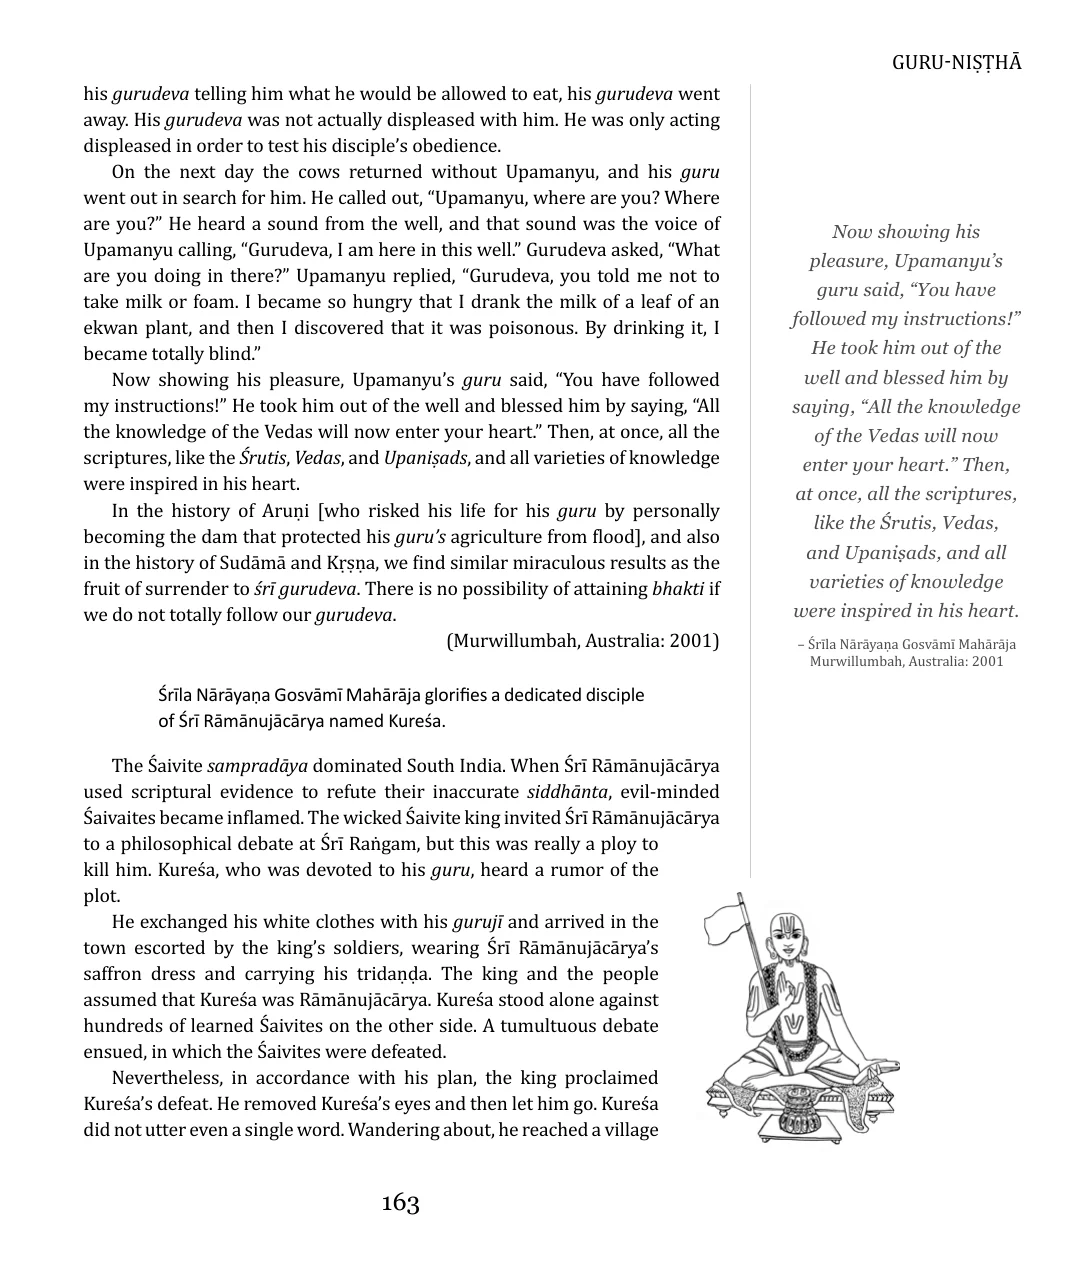 GURU-NIṢṬHĀ
his gurudeva telling him what he would be allowed to eat, his gurudeva went
away. His gurudeva was not actually displeased with him. He was only acting
displeased in order to test his disciple’s obedience.
On the next day the cows returned without Upamanyu, and his guru
went out in search for him. He called out, “Upamanyu, where are you? Where
are you?” He heard a sound from the well, and that sound was the voice of
Upamanyu calling, “Gurudeva, I am here in this well.” Gurudeva asked, “What
are you doing in there?” Upamanyu replied, “Gurudeva, you told me not to
take milk or foam. I became so hungry that I drank the milk of a leaf of an
ekwan plant, and then I discovered that it was poisonous. By drinking it, I
became totally blind.”
Now showing his pleasure, Upamanyu’s guru said, “You have followed
my instructions!” He took him out of the well and blessed him by saying, “All
the knowledge of the Vedas will now enter your heart.” Then, at once, all the
scriptures, like the Śrutis, Vedas, and Upaniṣads, and all varieties of knowledge
were inspired in his heart.
In the history of Aruṇi [who risked his life for his guru by personally
becoming the dam that protected his guru’s agriculture from flood], and also
in the history of Sudāmā and Kṛṣṇa, we find similar miraculous results as the
fruit of surrender to śrī gurudeva. There is no possibility of attaining bhakti if
we do not totally follow our gurudeva.
(Murwillumbah, Australia: 2001)
Śrīla Nārāyaṇa Gosvāmī Mahārāja glorifies a dedicated disciple
of Śrī Rāmānujācārya named Kureśa.
The Śaivite sampradāya dominated South India. When Śrī Rāmānujācārya
used scriptural evidence to refute their inaccurate siddhānta, evil-minded
Śaivaites became inflamed. The wicked Śaivite king invited Śrī Rāmānujācārya
to a philosophical debate at Śrī Raṅgam, but this was really a ploy to
kill him. Kureśa, who was devoted to his guru, heard a rumor of the
plot.
He exchanged his white clothes with his gurujī and arrived in the
town escorted by the king’s soldiers, wearing Śrī Rāmānujācārya’s
saffron dress and carrying his tridaṇḍa. The king and the people
assumed that Kureśa was Rāmānujācārya. Kureśa stood alone against
hundreds of learned Śaivites on the other side. A tumultuous debate
ensued, in which the Śaivites were defeated.
Nevertheless, in accordance with his plan, the king proclaimed
Kureśa’s defeat. He removed Kureśa’s eyes and then let him go. Kureśa
did not utter even a single word. Wandering about, he reached a village
Now showing his
pleasure, Upamanyu’s
guru said, “You have
followed my instructions!”
He took him out of the
well and blessed him by
saying, “All the knowledge
of the Vedas will now
enter your heart.” Then,
at once, all the scriptures,
like the Śrutis, Vedas,
and Upaniṣads, and all
varieties of knowledge
were inspired in his heart.
– Śrīla Nārāyaṇa Gosvāmī Mahārāja
Murwillumbah, Australia: 2001
163